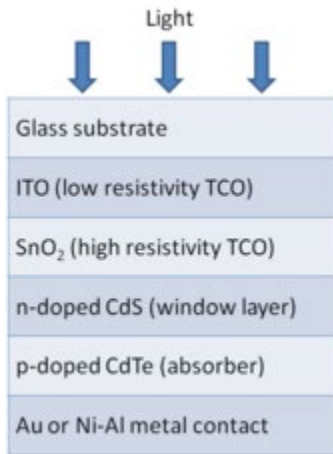 Light
Glass substrate
ITO (low resistivity TCO)
SnO₂ (high resistivity TCO)
n-doped CdS (window layer)
p-doped CdTe (absorber)
Au or Ni-Al metal contact